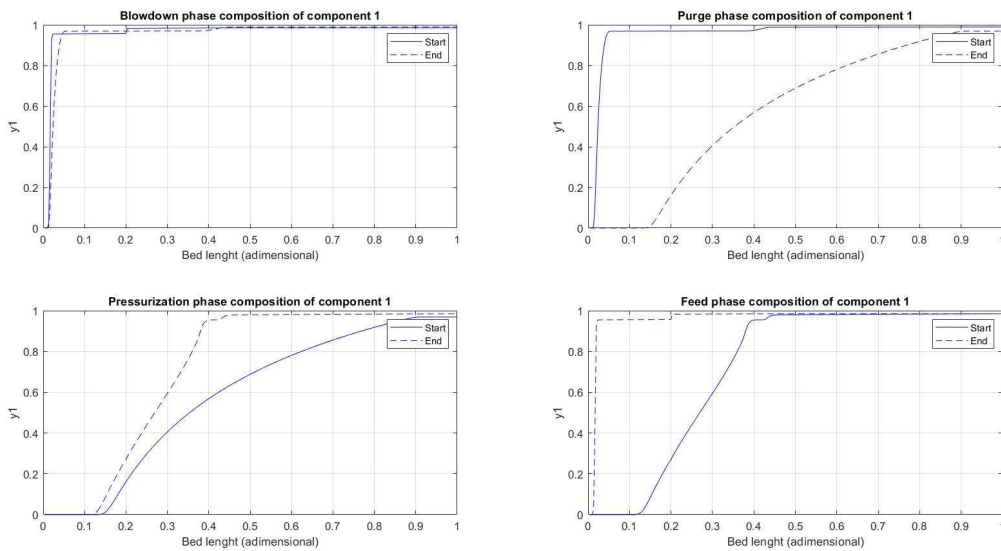 Blowdown phase composition of component 1
y1
1
0.8
0.6
0.4
0.2
0
Start
End
0 0.1 0.2 0.3 0.4 0.5 0.6 0.7 0.8 0.9 1
Bed lenght (adimensional)
Purge phase composition of component 1
y1
1
0.8
0.6
0.4
0.2
0
Start
End
0 0.1 0.2 0.3 0.4 0.5 0.6 0.7 0.8 0.9 1
Bed lenght (adimensional)
Pressurization phase composition of component 1
y1
1
0.8
0.6
0.4
0.2
0
Start
End
0 0.1 0.2 0.3 0.4 0.5 0.6 0.7 0.8 0.9 1
Bed lenght (adimensional)
Feed phase composition of component 1
y1
1
0.8
0.6
0.4
0.2
0
Start
End
0 0.1 0.2 0.3 0.4 0.5 0.6 0.7 0.8 0.9 1
Bed lenght (adimensional)